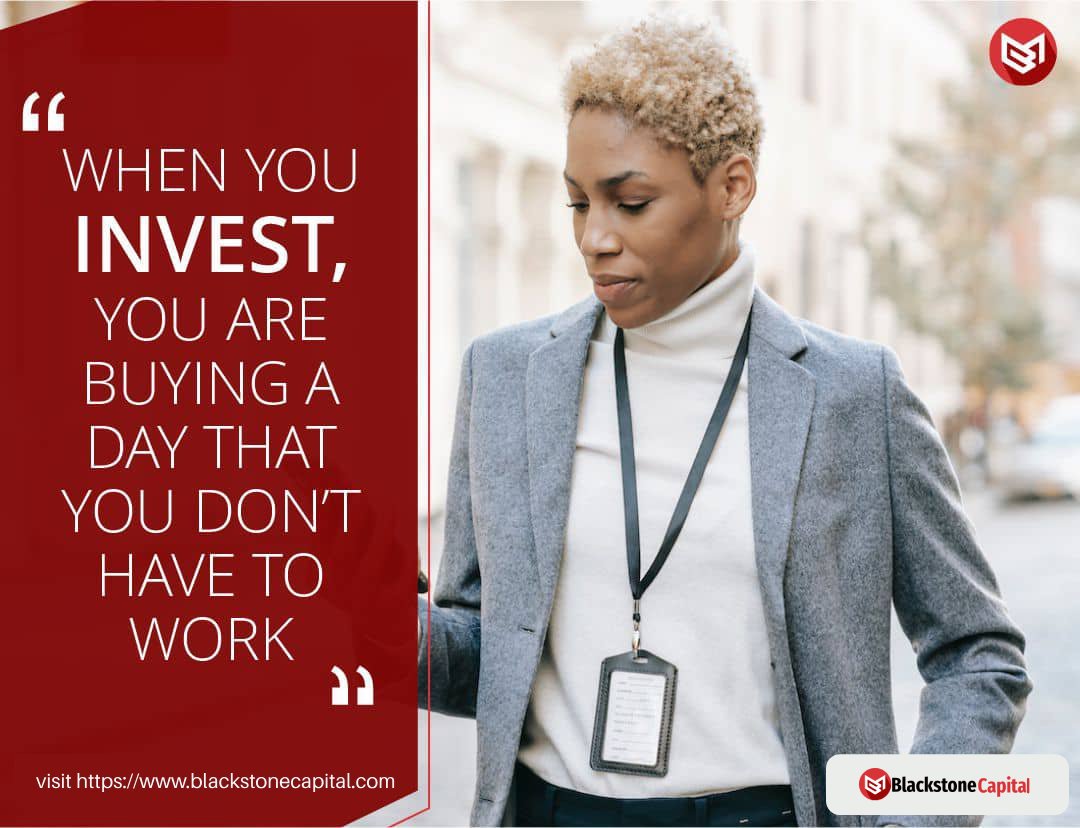 “
WHEN YOU
INVEST,
YOU ARE
BUYING A
DAY THAT
YOU DON’T
HAVE TO
WORK
”
visit https://www.blackstonecapital.com
BlackstoneCapital